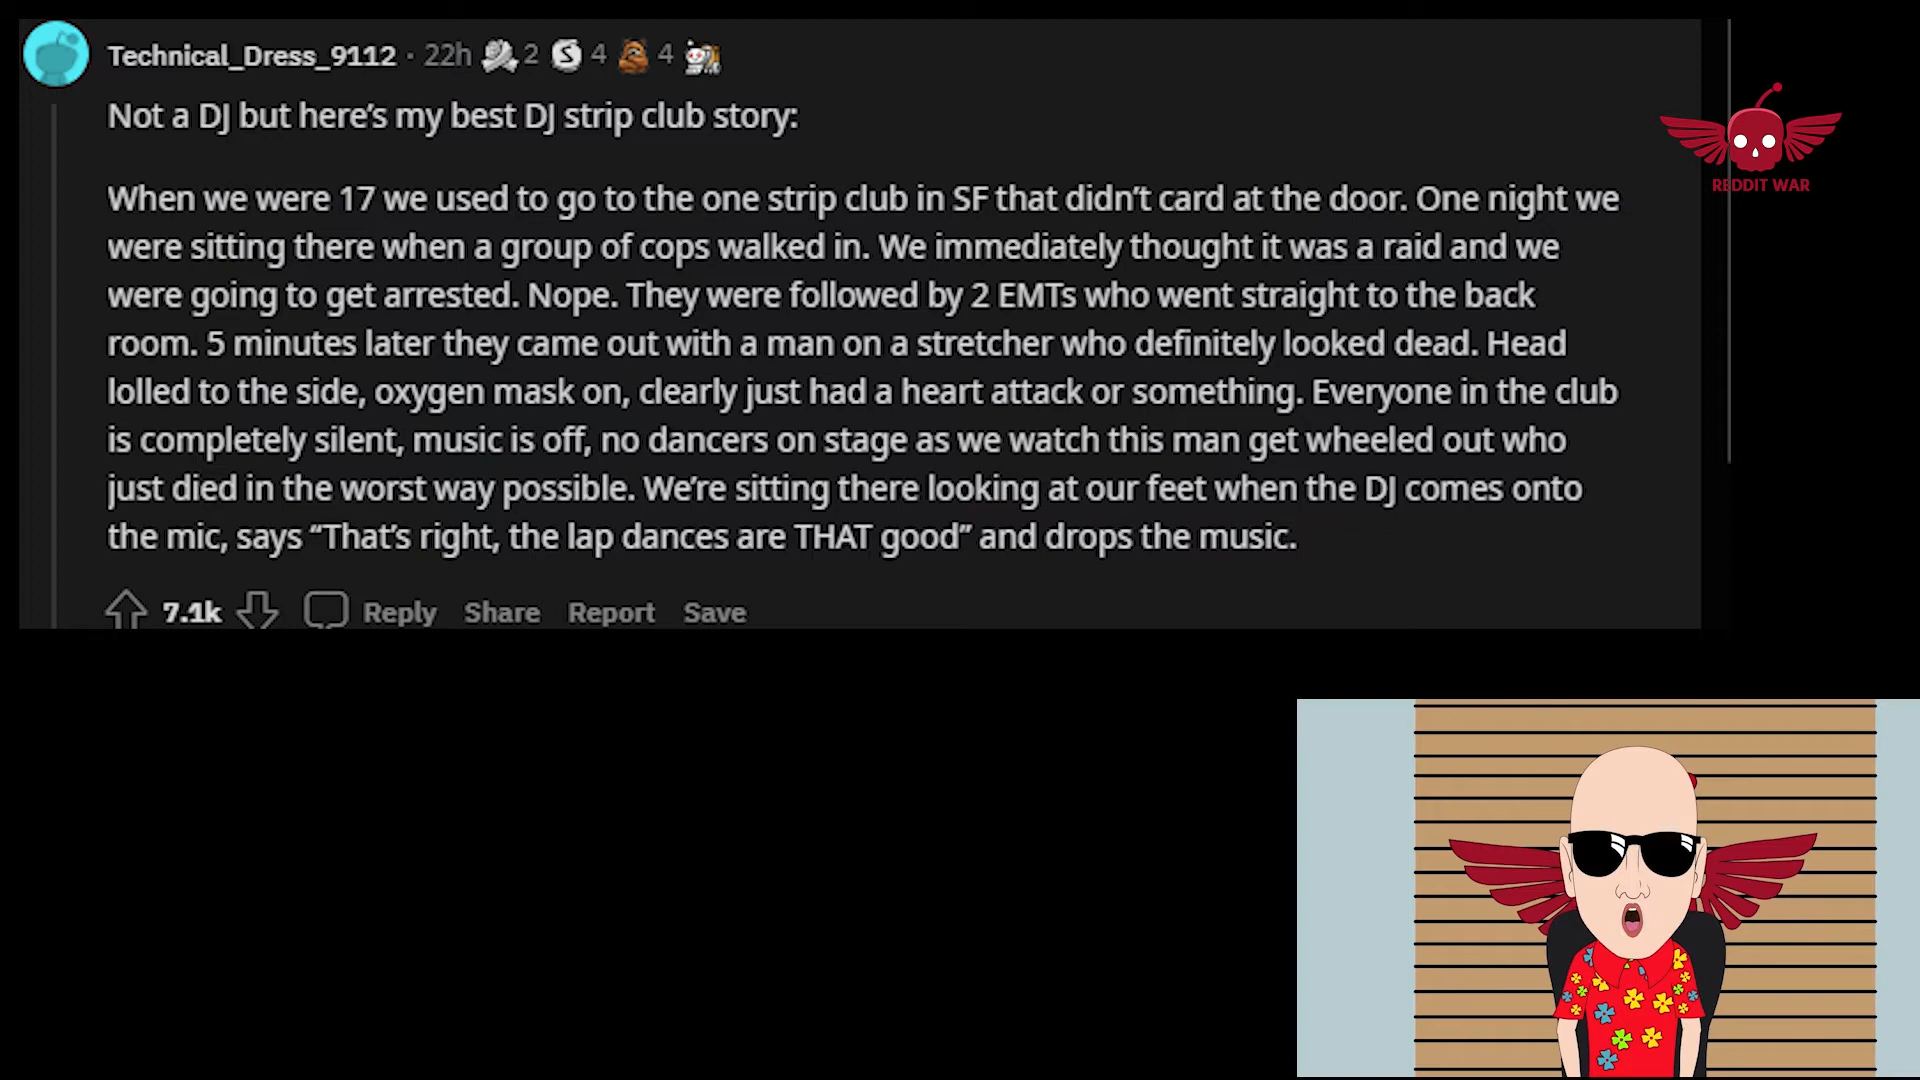 Technical_Dress_9112 · 22h 2 4 4
Not a DJ but here’s my best DJ strip club story:
When we were 17 we used to go to the one strip club in SF that didn’t card at the door. One night we
were sitting there when a group of cops walked in. We immediately thought it was a raid and we
were going to get arrested. Nope. They were followed by 2 EMTs who went straight to the back
room. 5 minutes later they came out with a man on a stretcher who definitely looked dead. Head
lolled to the side, oxygen mask on, clearly just had a heart attack or something. Everyone in the club
is completely silent, music is off, no dancers on stage as we watch this man get wheeled out who
just died in the worst way possible. We’re sitting there looking at our feet when the DJ comes onto
the mic, says “That’s right, the lap dances are THAT good” and drops the music.
7.1k Reply Share Report Save
REDDIT WAR